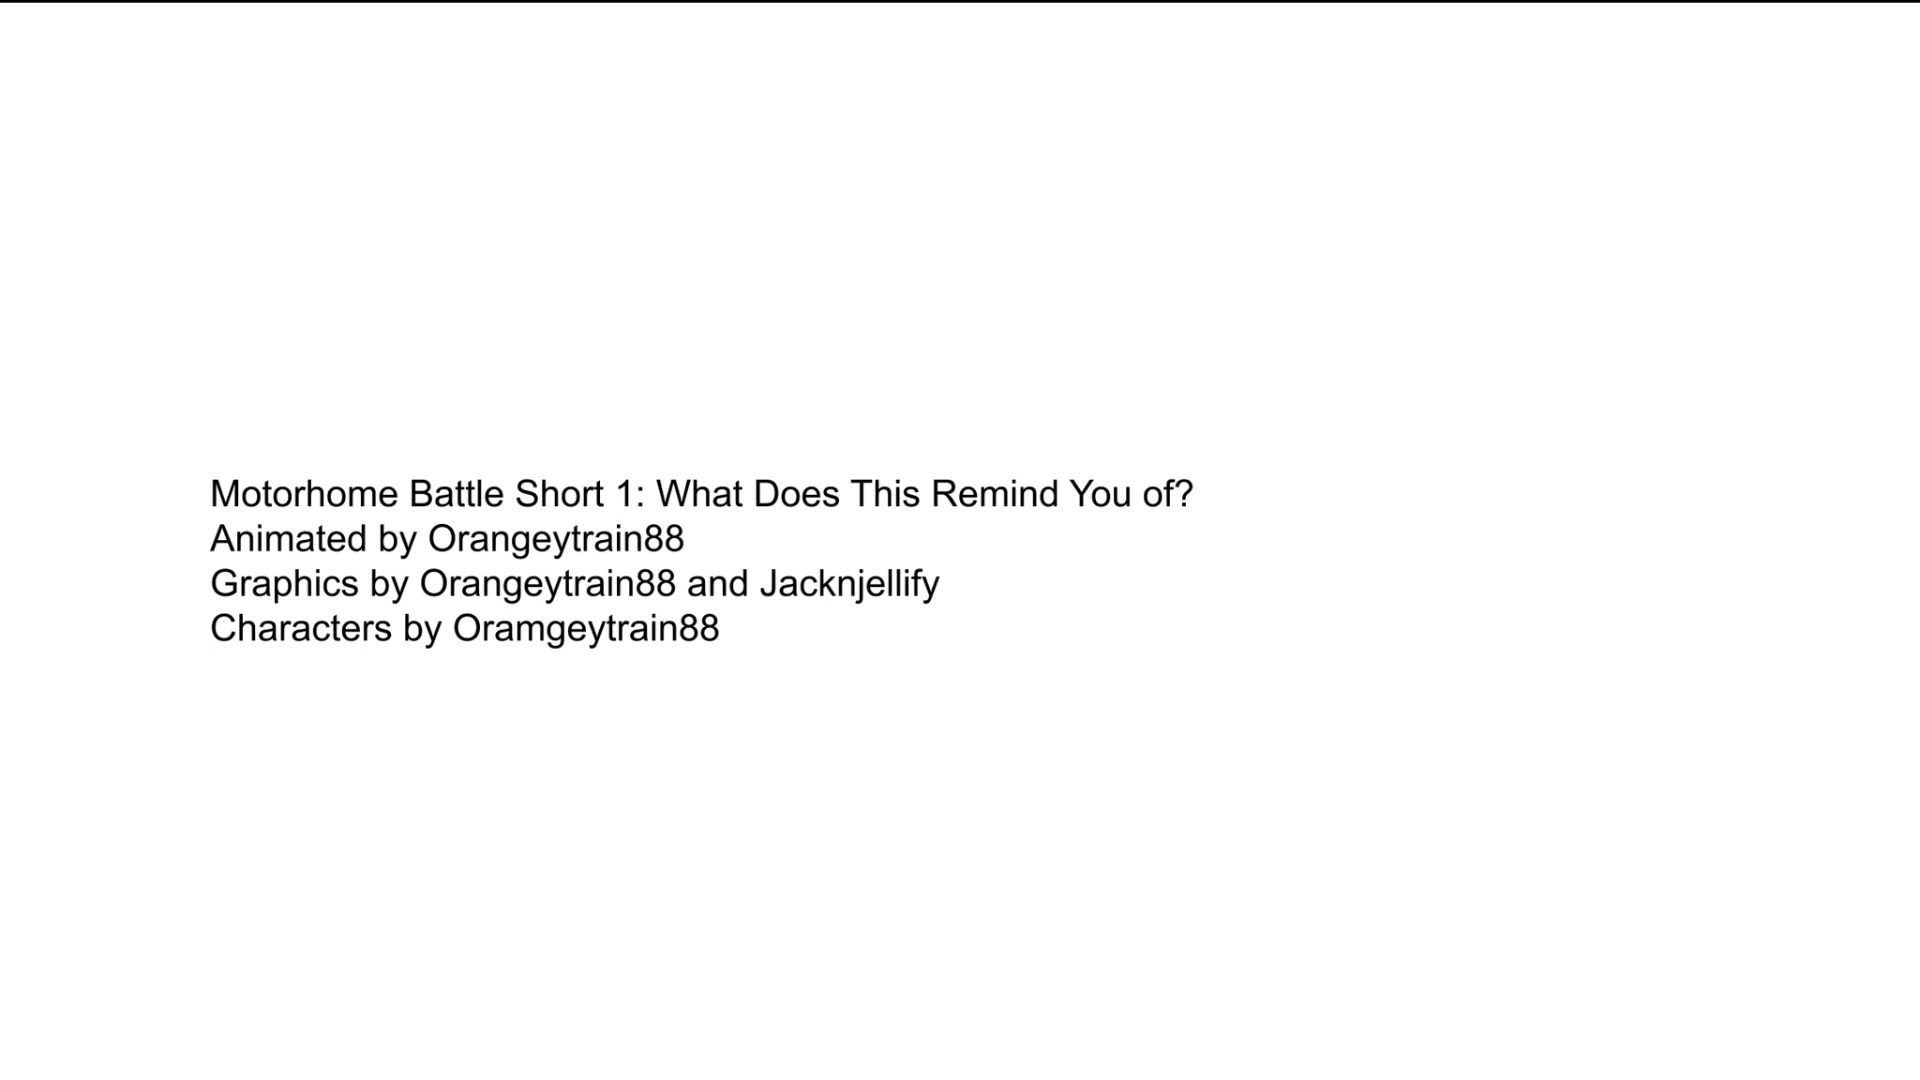 Motorhome Battle Short 1: What Does This Remind You of?
Animated by Orangeytrain88
Graphics by Orangeytrain88 and Jacknjellify
Characters by Oramgeytrain88